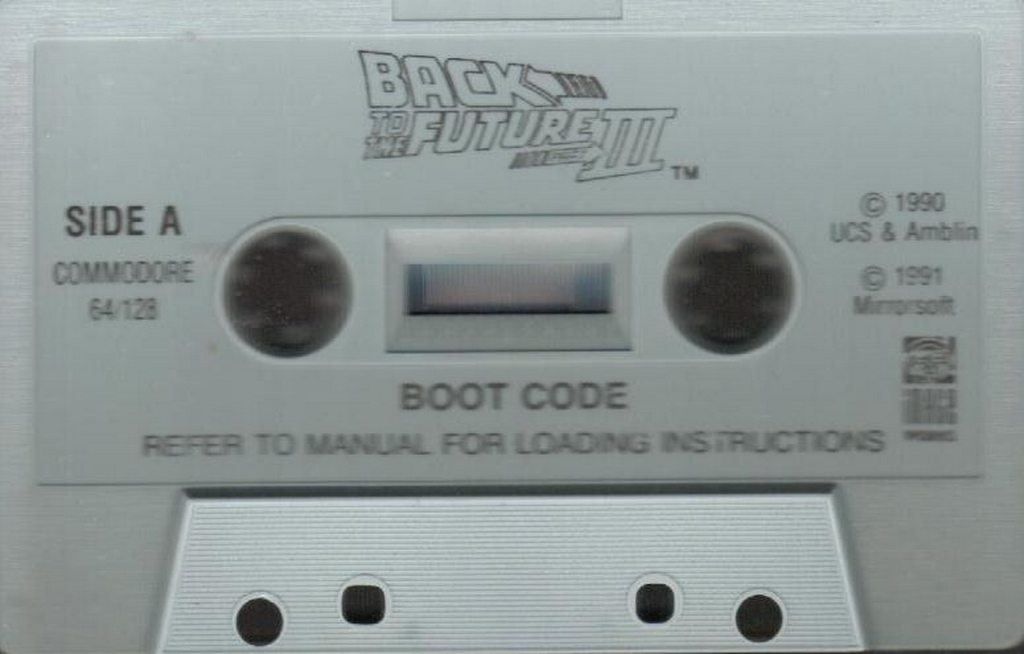 BACK
TO THE FUTURE III
TM
SIDE A
COMMODORE
64/128
© 1990
UCS & Amblin
© 1991
Mirrorsoft
BOOT CODE
REFER TO MANUAL FOR LOADING INSTRUCTIONS